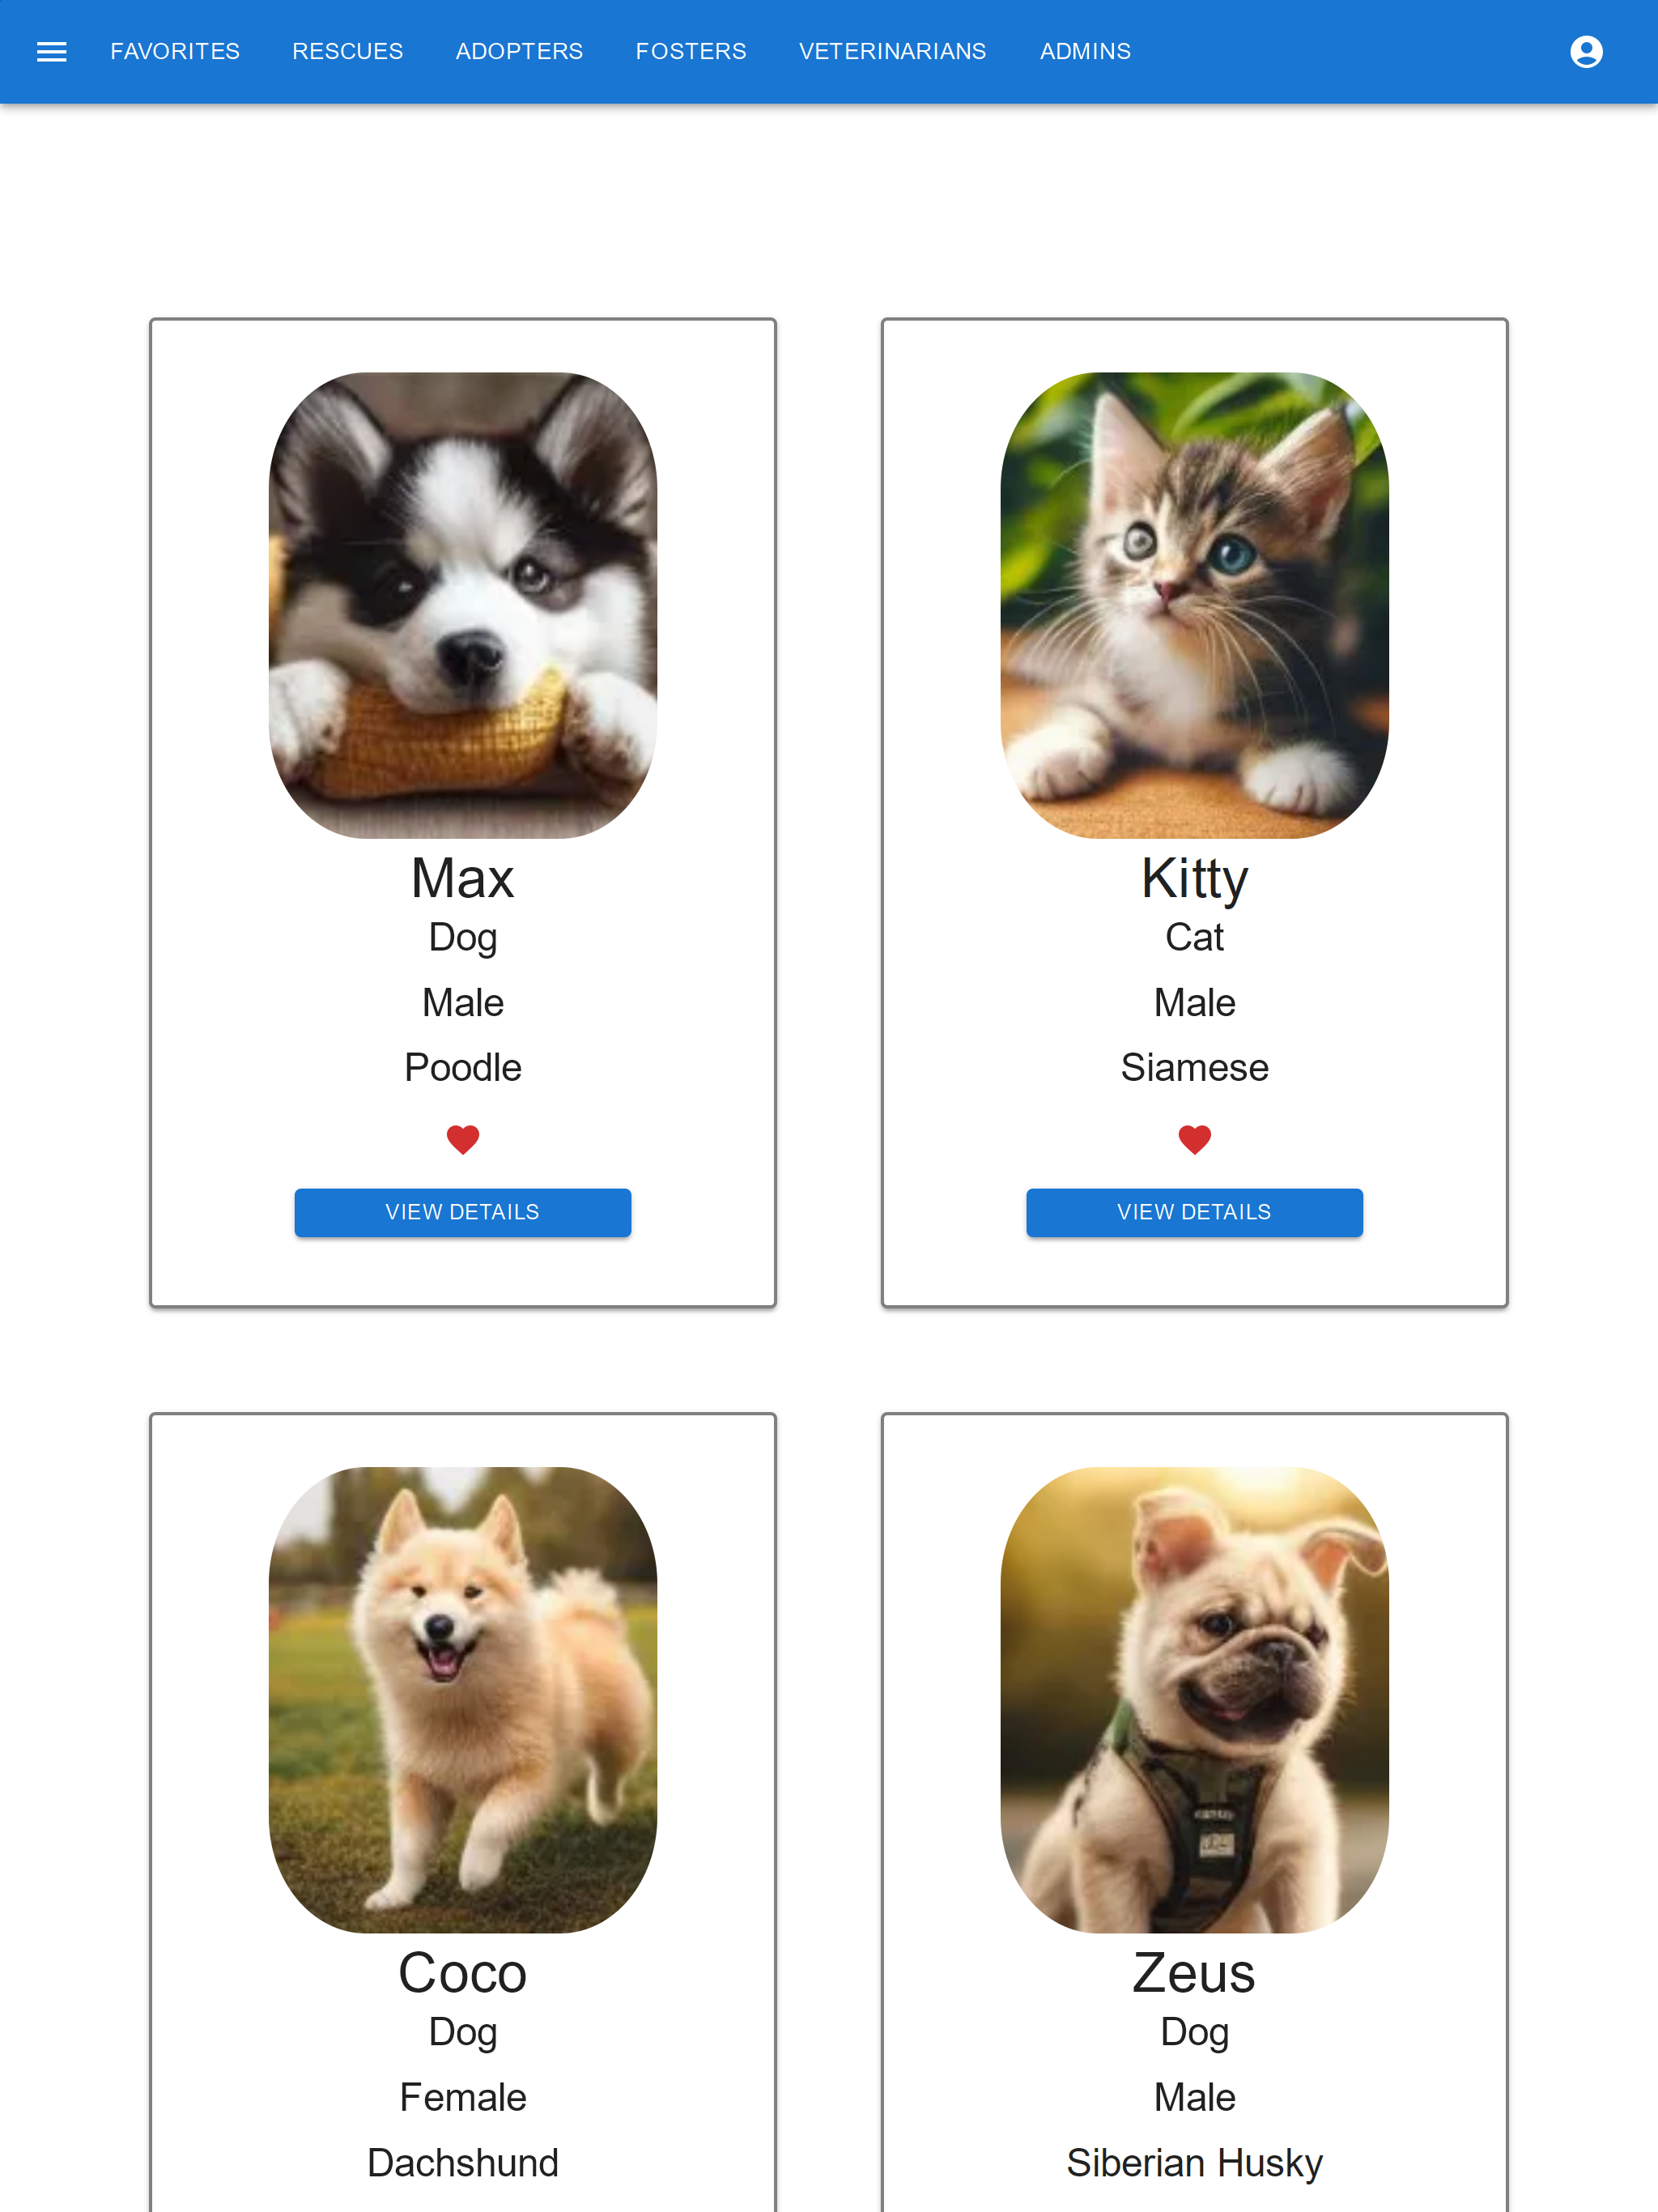 FAVORITES RESCUES ADOPTERS FOSTERS VETERINARIANS ADMINS
Max
Dog
Male
Poodle
VIEW DETAILS
Kitty
Cat
Male
Siamese
VIEW DETAILS
Coco
Dog
Female
Dachshund
Zeus
Dog
Male
Siberian Husky